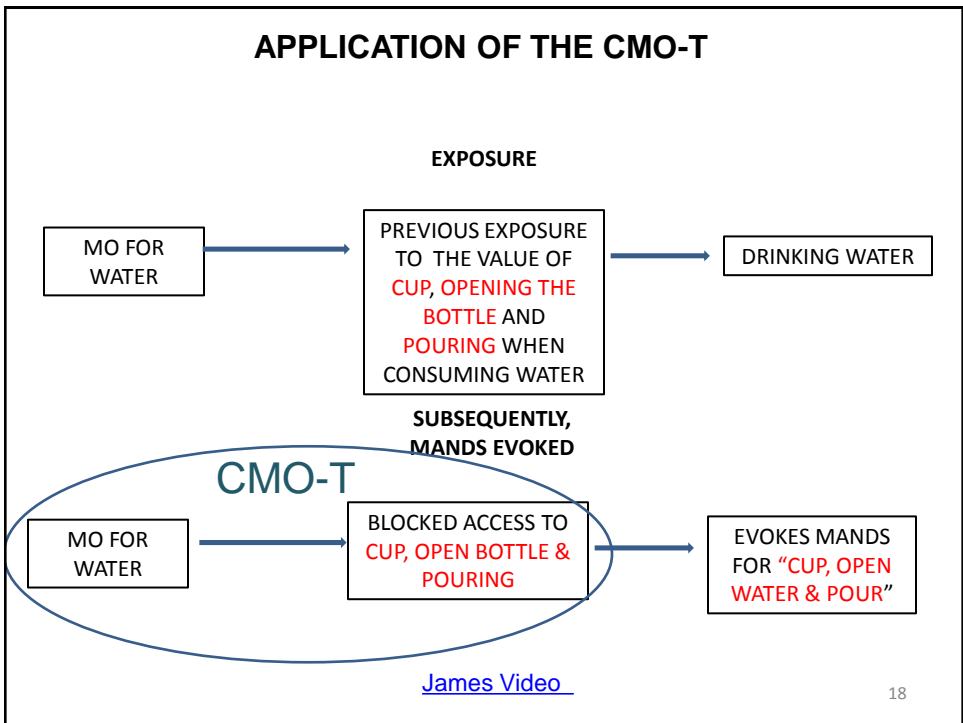 APPLICATION OF THE CMO-T
EXPOSURE
MO FOR
WATER
PREVIOUS EXPOSURE
TO THE VALUE OF
CUP, OPENING THE
BOTTLE AND
POURING WHEN
CONSUMING WATER
DRINKING WATER
SUBSEQUENTLY,
MANDS EVOKED
CMO-T
MO FOR
WATER
BLOCKED ACCESS TO
CUP, OPEN BOTTLE &
POURING
EVOKES MANDS
FOR “CUP, OPEN
WATER & POUR”
James Video
18